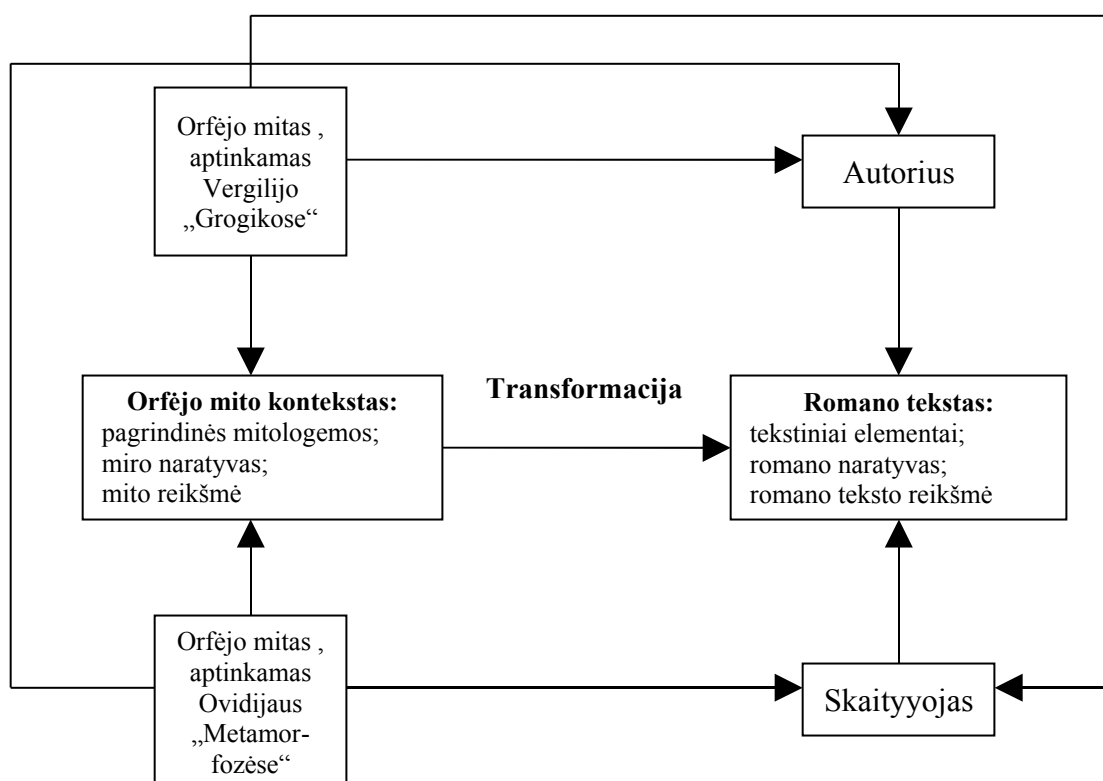 Orfėjo mitas ,
aptinkamas
Vergilijo
„Grogikose“
Autorius
Transformacija
Orfėjo mito kontekstas:
pagrindinės mitologemos;
miro naratyvas;
mito reikšmė
Romano tekstas:
tekstiniai elementai;
romano naratyvas;
romano teksto reikšmė
Orfėjo mitas ,
aptinkamas
Ovidijaus
„Metamor-
fozėse“
Skaityyojas